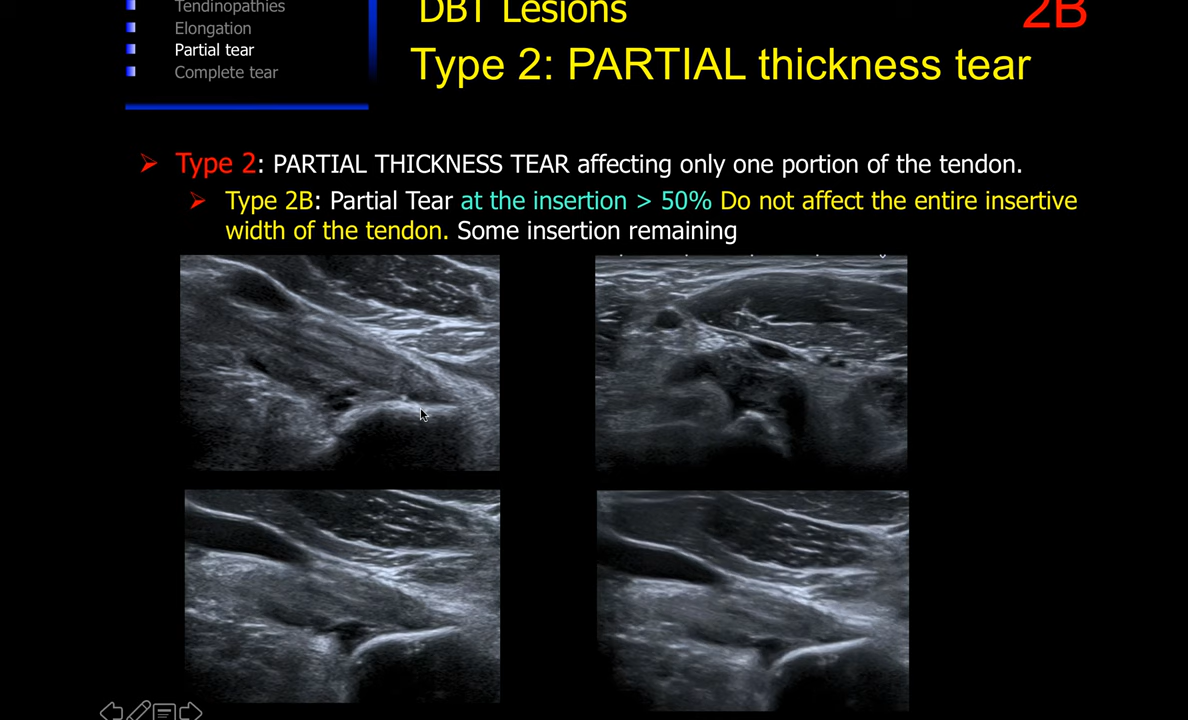 Tendinopathies
Elongation
Partial tear
Complete tear
DBT Lesions
2B
Type 2: PARTIAL thickness tear
Type 2: PARTIAL THICKNESS TEAR affecting only one portion of the tendon.
Type 2B: Partial Tear at the insertion > 50% Do not affect the entire insertive
width of the tendon. Some insertion remaining